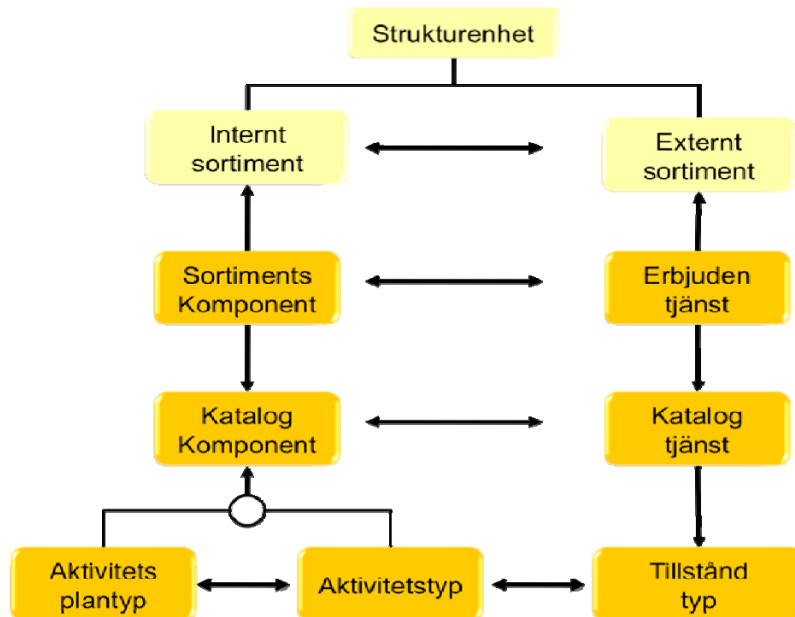 Strukturenhet
Internt
sortiment
Externt
sortiment
Sortiments
Komponent
Erbjuden
tjänst
Katalog
Komponent
Katalog
tjänst
Aktivitets
plantyp
Aktivitetstyp
Tillstånd
typ